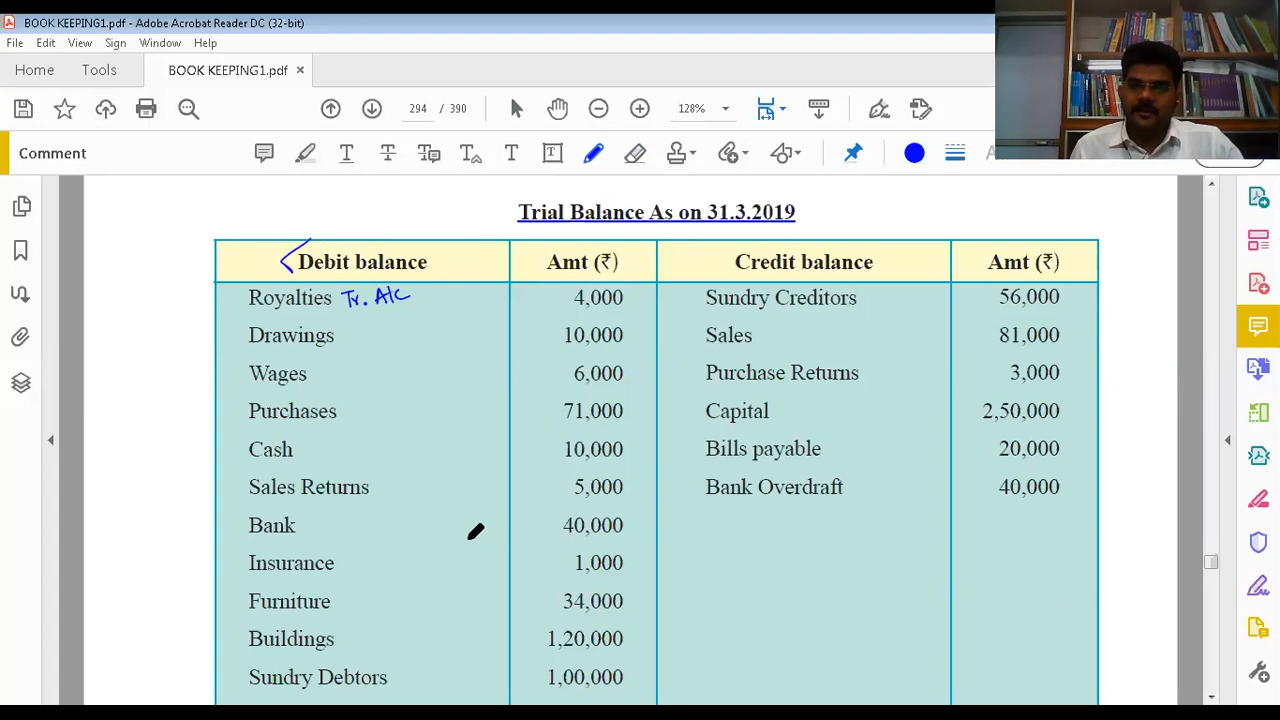 BOOK KEEPING1.pdf - Adobe Acrobat Reader DC (32-bit)
File Edit View Sign Window Help
Home Tools BOOK KEEPING1.pdf ×
294 / 390 128%
Comment
Trial Balance As on 31.3.2019
Debit balance Amt (₹) Credit balance Amt (₹)
Royalties Tr. A/c 4,000 Sundry Creditors 56,000
Drawings 10,000 Sales 81,000
Wages 6,000 Purchase Returns 3,000
Purchases 71,000 Capital 2,50,000
Cash 10,000 Bills payable 20,000
Sales Returns 5,000 Bank Overdraft 40,000
Bank 40,000
Insurance 1,000
Furniture 34,000
Buildings 1,20,000
Sundry Debtors 1,00,000